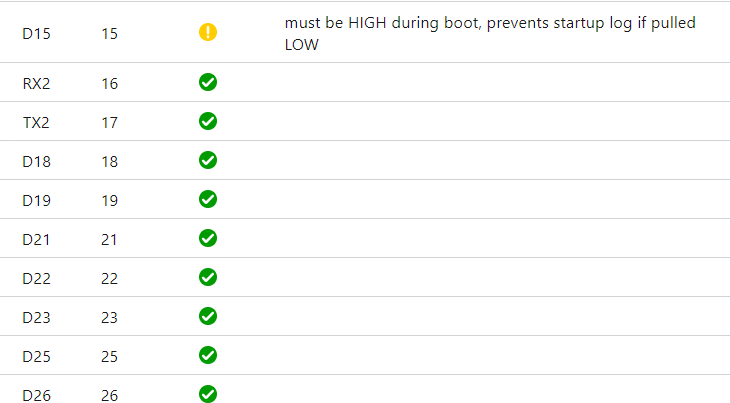 must be HIGH during boot, prevents startup log if pulled
D15 15
LOW
RX2 16
TX2 17
D18 18
D19 19
D21 21
D22 22
D23 23
D25 25
D26 26